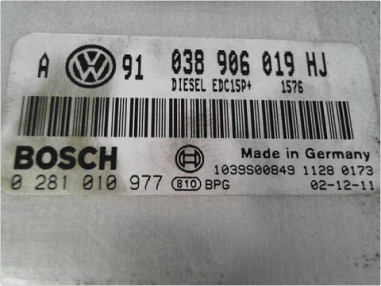 A VW 91 038 906 019 HJ
DIESEL EDC15P+ 1576
BOSCH Made in Germany
1039S00849 1128 0173
0 281 010 977 810 BPG 02-12-11